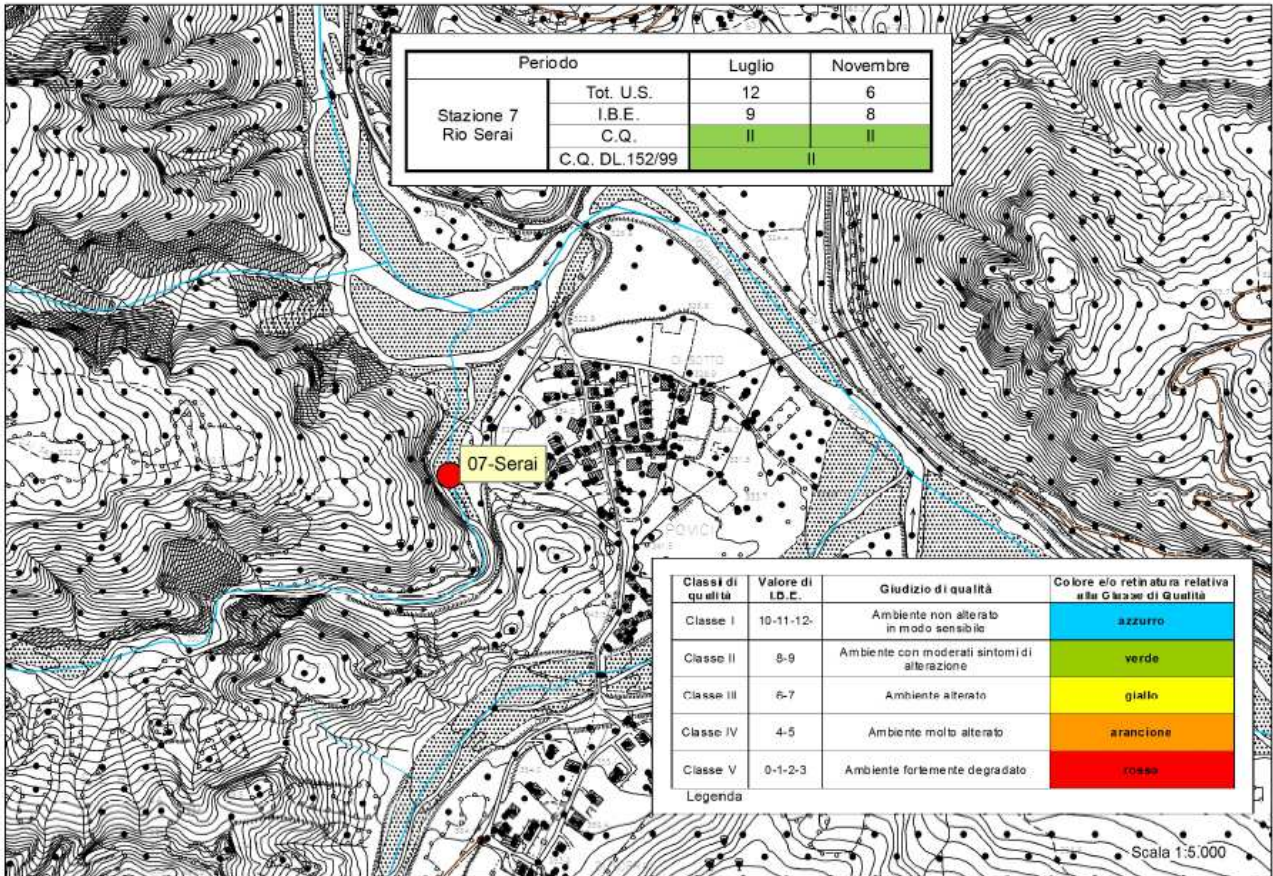 Periodo Luglio Novembre
Stazione 7
Rio Serai
Tot. U.S. 12 6
I.B.E. 9 8
C.Q. II II
C.Q. DL.152/99 II
07-Serai
POVICI
Classi di qualità Valore di I.B.E. Giudizio di qualità Colore e/o retinatura relativa alla Classe di Qualità
Classe I 10-11-12- Ambiente non alterato in modo sensibile azzurro
Classe II 8-9 Ambiente con moderati sintomi di alterazione verde
Classe III 6-7 Ambiente alterato giallo
Classe IV 4-5 Ambiente molto alterato arancione
Classe V 0-1-2-3 Ambiente fortemente degradato rosso
Legenda
Scala 1:5.000